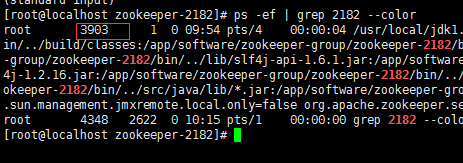 (standard input)
[root@localhost zookeeper-2182]# ps -ef | grep 2182 --color
root 3903 1 0 09:54 pts/4 00:00:04 /usr/local/jdk1.
in/../build/classes:/app/software/zookeeper-group/zookeeper-2182/b
-group/zookeeper-2182/bin/../lib/slf4j-api-1.6.1.jar:/app/software
4j-1.2.16.jar:/app/software/zookeeper-group/zookeeper-2182/bin/../
2182/bin/../src/java/lib/*.jar:/app/software/zookeeper-group/zooke
.sun.management.jmxremote.local.only=false org.apache.zookeeper.se
root 4348 2622 0 10:15 pts/1 00:00:00 grep 2182 --colo
[root@localhost zookeeper-2182]#